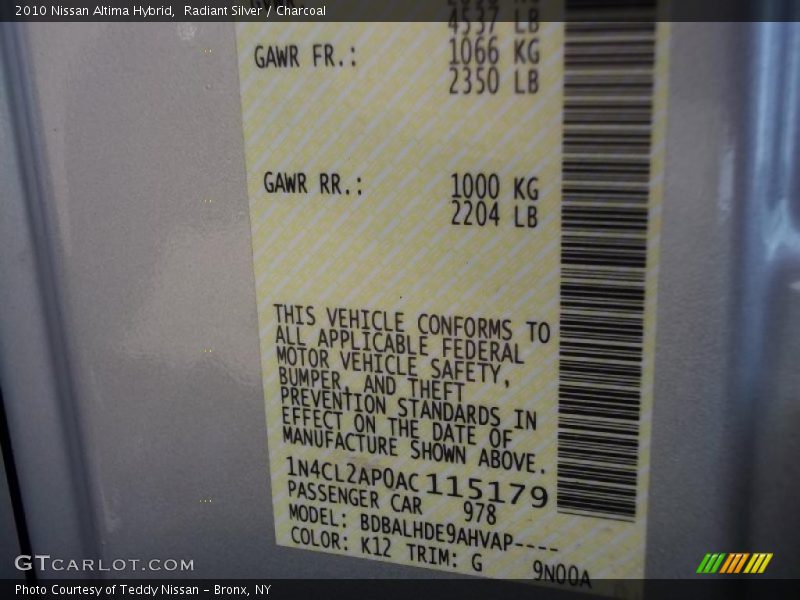 2010 Nissan Altima Hybrid, Radiant Silver / Charcoal
4537 LB
GAWR FR.: 1066 KG
2350 LB
GAWR RR.: 1000 KG
2204 LB
THIS VEHICLE CONFORMS TO
ALL APPLICABLE FEDERAL
MOTOR VEHICLE SAFETY,
BUMPER, AND THEFT
PREVENTION STANDARDS IN
EFFECT ON THE DATE OF
MANUFACTURE SHOWN ABOVE.
1N4CL2AP0AC115179
PASSENGER CAR 978
MODEL: BDBALHDE9AHVAP----
COLOR: K12 TRIM: G 9N00A
GTCARLOT.COM
Photo Courtesy of Teddy Nissan - Bronx, NY